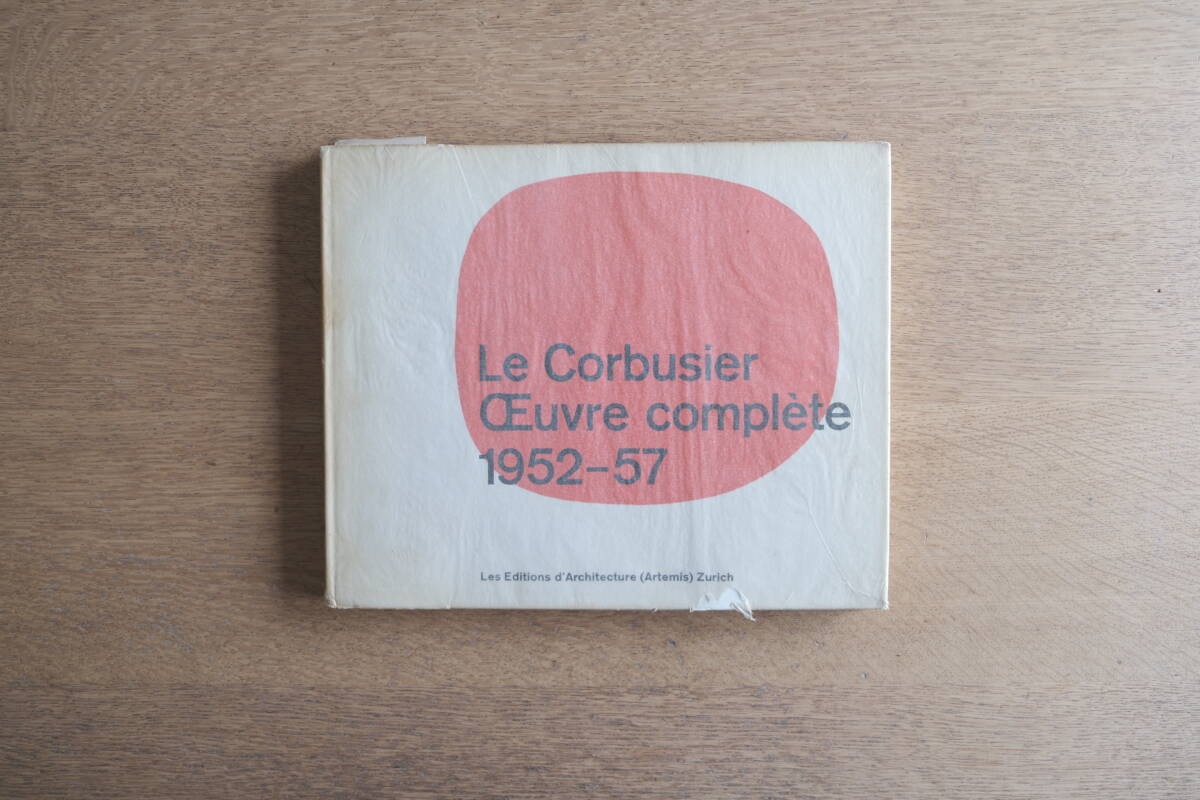 Le Corbusier
Œuvre complète
1952–57
Les Editions d'Architecture (Artemis) Zurich